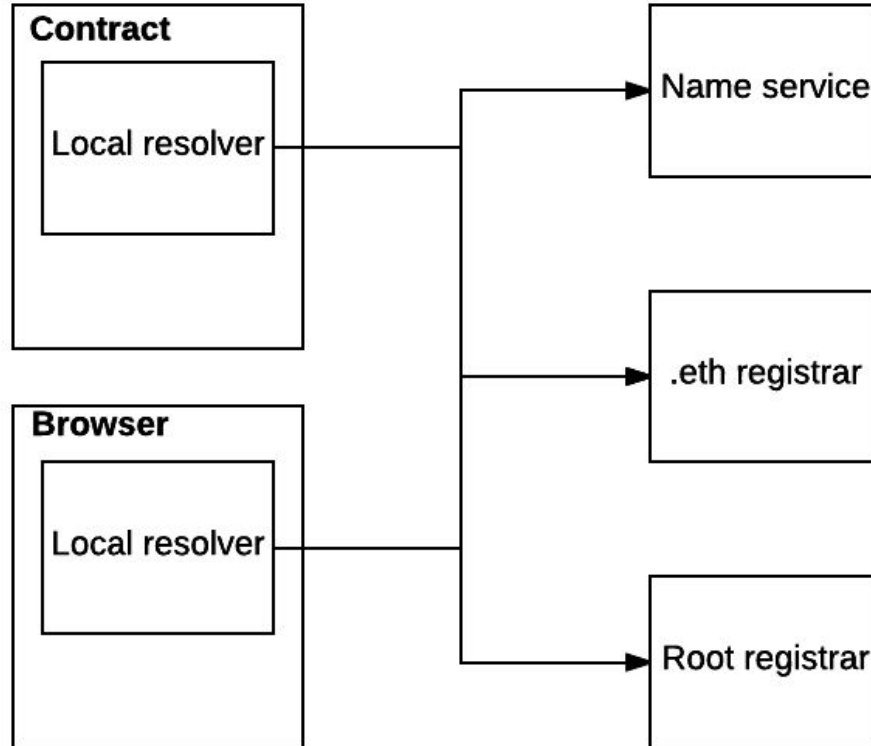 Contract
Local resolver
Name service
.eth registrar
Browser
Local resolver
Root registrar